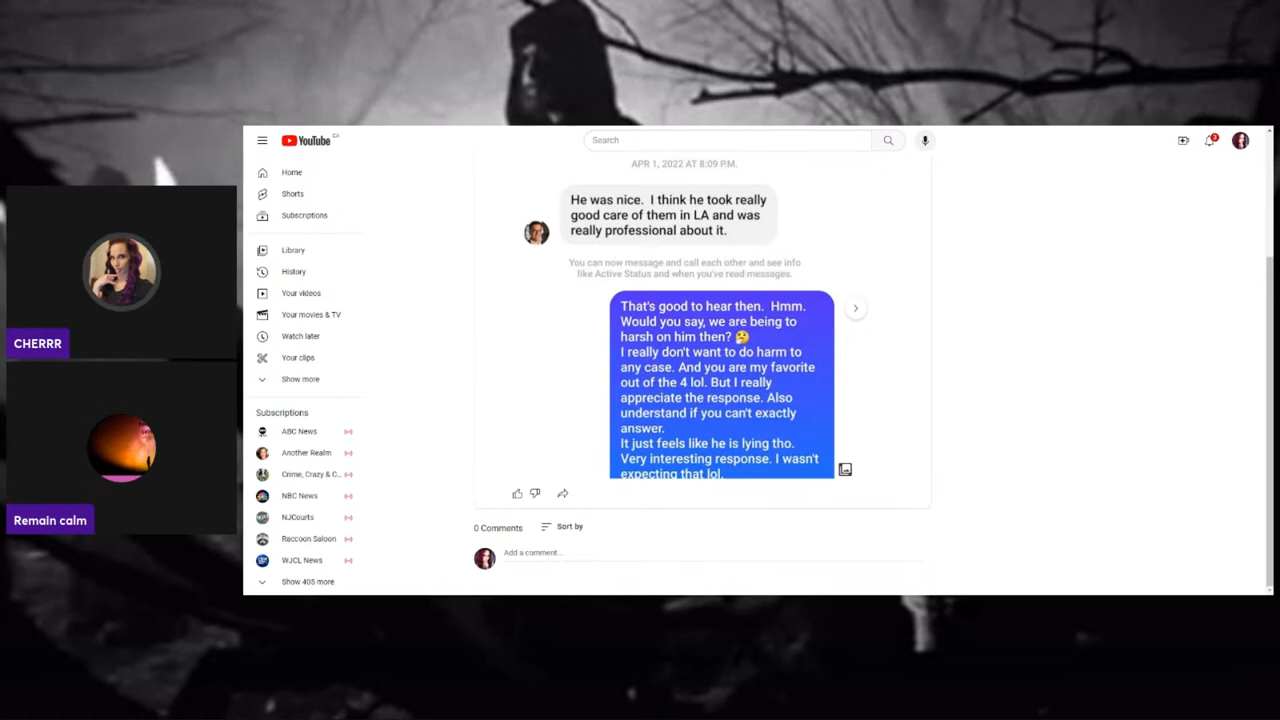 CHERRR
Remain calm
YouTube CA
Search
3
Home
Shorts
Subscriptions
Library
History
Your videos
Your movies & TV
Watch later
Your clips
Show more
Subscriptions
ABC News
Another Realm
Crime, Crazy & C...
NBC News
NJCourts
Raccoon Saloon
WJCL News
Show 405 more
APR 1, 2022 AT 8:09 P.M.
He was nice. I think he took really
good care of them in LA and was
really professional about it.
You can now message and call each other and see info
like Active Status and when you've read messages.
That's good to hear then. Hmm.
Would you say, we are being to
harsh on him then? 🤔
I really don't want to do harm to
any case. And you are my favorite
out of the 4 lol. But I really
appreciate the response. Also
understand if you can't exactly
answer.
It just feels like he is lying tho.
Very interesting response. I wasn't
expecting that lol.
0 Comments
Sort by
Add a comment...